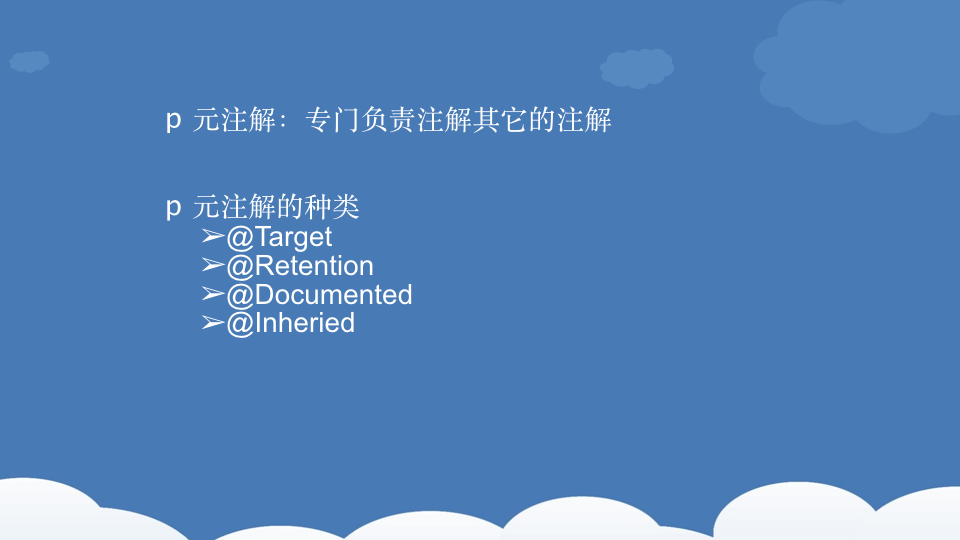 p 元注解：专门负责注解其它的注解
p 元注解的种类
➢@Target
➢@Retention
➢@Documented
➢@Inheried